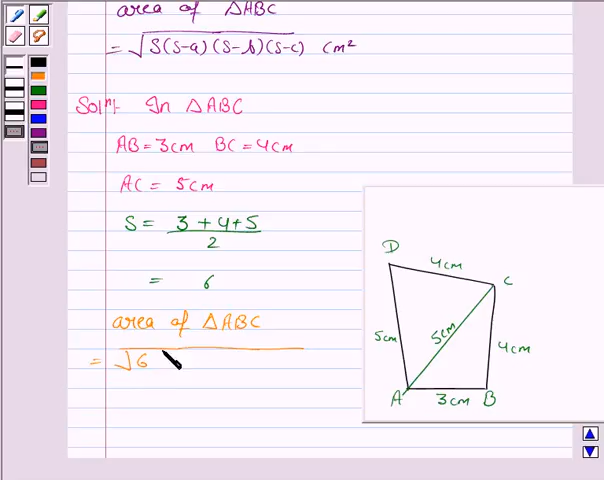 area of ΔABC
= √S(S-a)(S-b)(S-c) cm²
Solⁿ:- In ΔABC
AB = 3cm BC = 4cm
AC = 5cm
S = 3 + 4 + 5
2
= 6
area of ΔABC
= √6
D
4cm
C
5cm
5cm
4cm
A
3cm
B